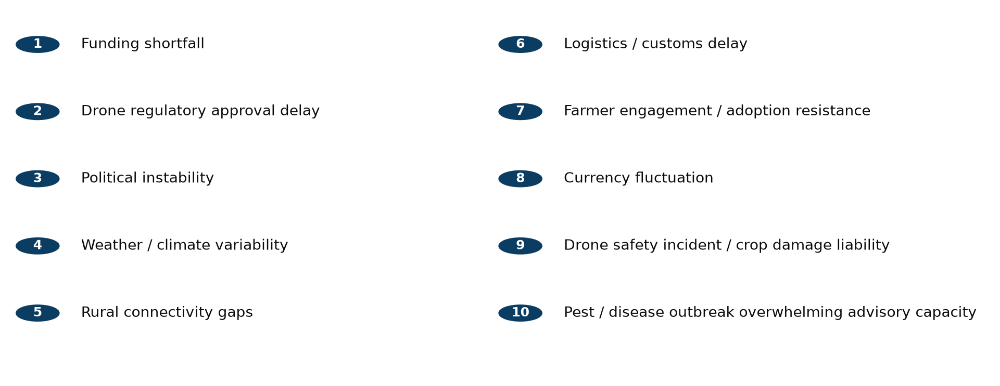 1 Funding shortfall
2 Drone regulatory approval delay
3 Political instability
4 Weather / climate variability
5 Rural connectivity gaps
6 Logistics / customs delay
7 Farmer engagement / adoption resistance
8 Currency fluctuation
9 Drone safety incident / crop damage liability
10 Pest / disease outbreak overwhelming advisory capacity